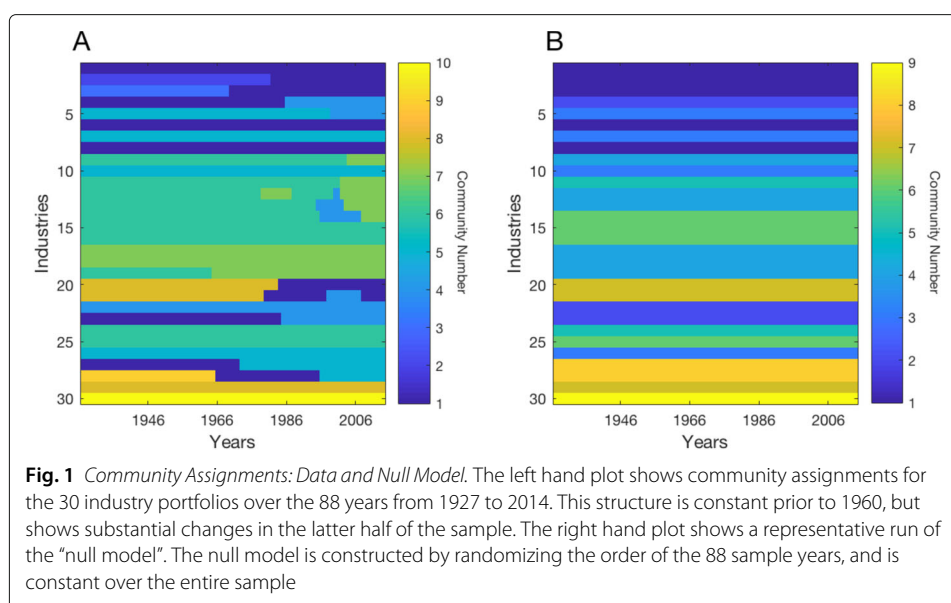 A
B
10
9
8
7
6
5
4
3
2
1
Community Number
9
8
7
6
5
4
3
2
1
Community Number
5
10
15
20
25
30
Industries
5
10
15
20
25
30
Industries
1946 1966 1986 2006
Years
1946 1966 1986 2006
Years
Fig. 1 Community Assignments: Data and Null Model. The left hand plot shows community assignments for
the 30 industry portfolios over the 88 years from 1927 to 2014. This structure is constant prior to 1960, but
shows substantial changes in the latter half of the sample. The right hand plot shows a representative run of
the “null model”. The null model is constructed by randomizing the order of the 88 sample years, and is
constant over the entire sample